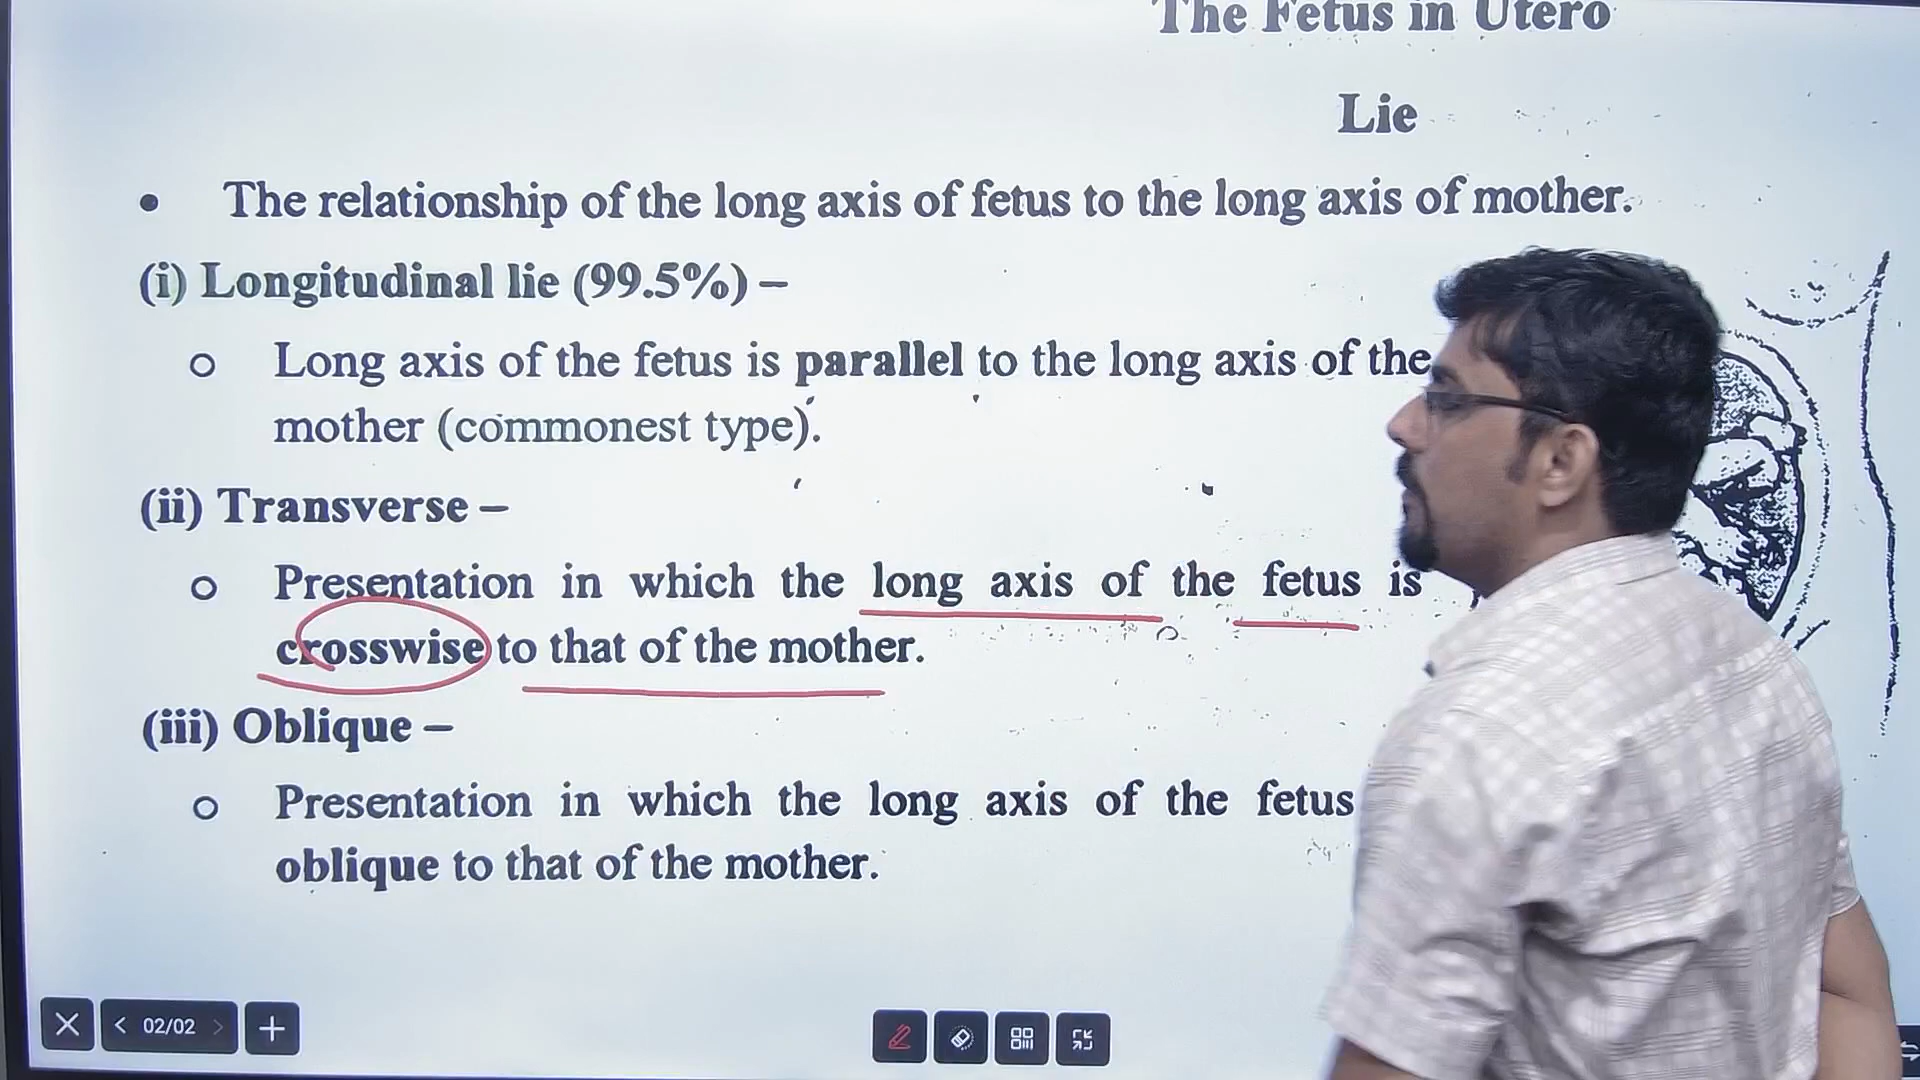 The Fetus in Utero
Lie
• The relationship of the long axis of fetus to the long axis of mother.
(i) Longitudinal lie (99.5%) –
o Long axis of the fetus is parallel to the long axis of the
mother (commonest type).
(ii) Transverse –
o Presentation in which the long axis of the fetus is
crosswise to that of the mother.
(iii) Oblique –
o Presentation in which the long axis of the fetus
oblique to that of the mother.
02/02